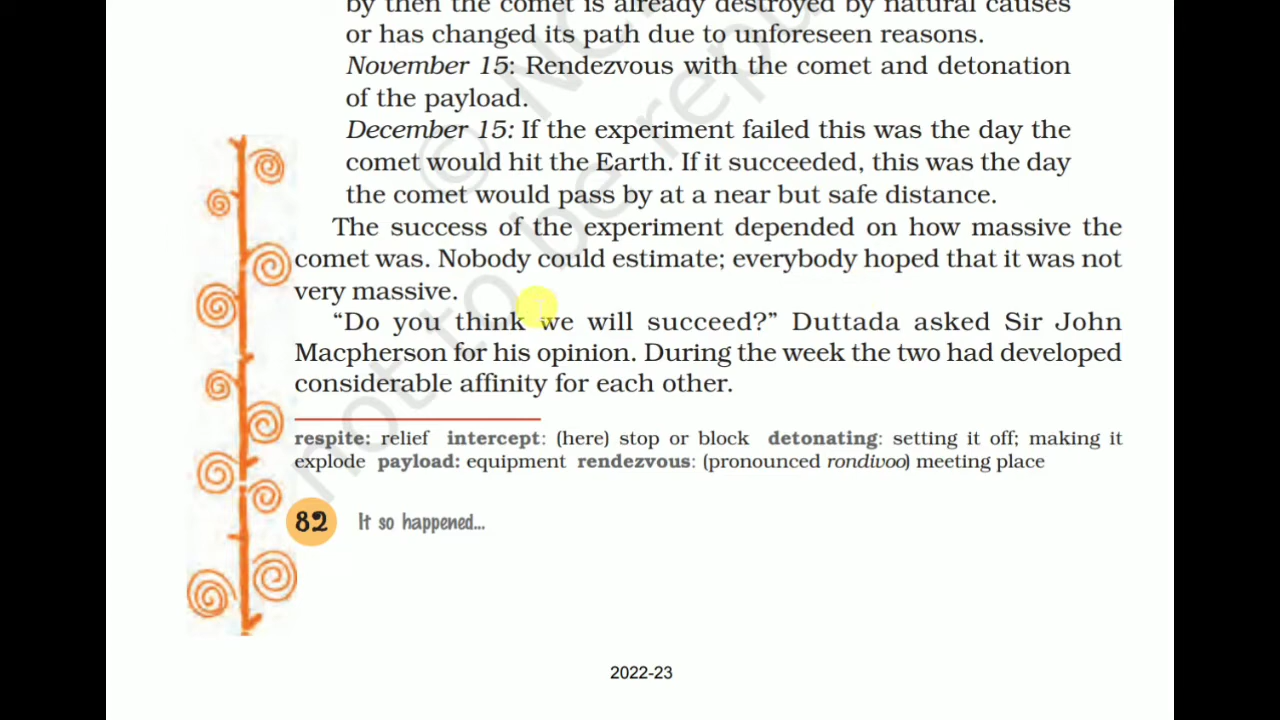 by then the comet is already destroyed by natural causes
or has changed its path due to unforeseen reasons.
November 15: Rendezvous with the comet and detonation
of the payload.
December 15: If the experiment failed this was the day the
comet would hit the Earth. If it succeeded, this was the day
the comet would pass by at a near but safe distance.
The success of the experiment depended on how massive the
comet was. Nobody could estimate; everybody hoped that it was not
very massive.
“Do you think we will succeed?” Duttada asked Sir John
Macpherson for his opinion. During the week the two had developed
considerable affinity for each other.
respite: relief intercept: (here) stop or block detonating: setting it off; making it
explode payload: equipment rendezvous: (pronounced rondivoo) meeting place
82 It so happened...
2022-23
© NC
not to be repu